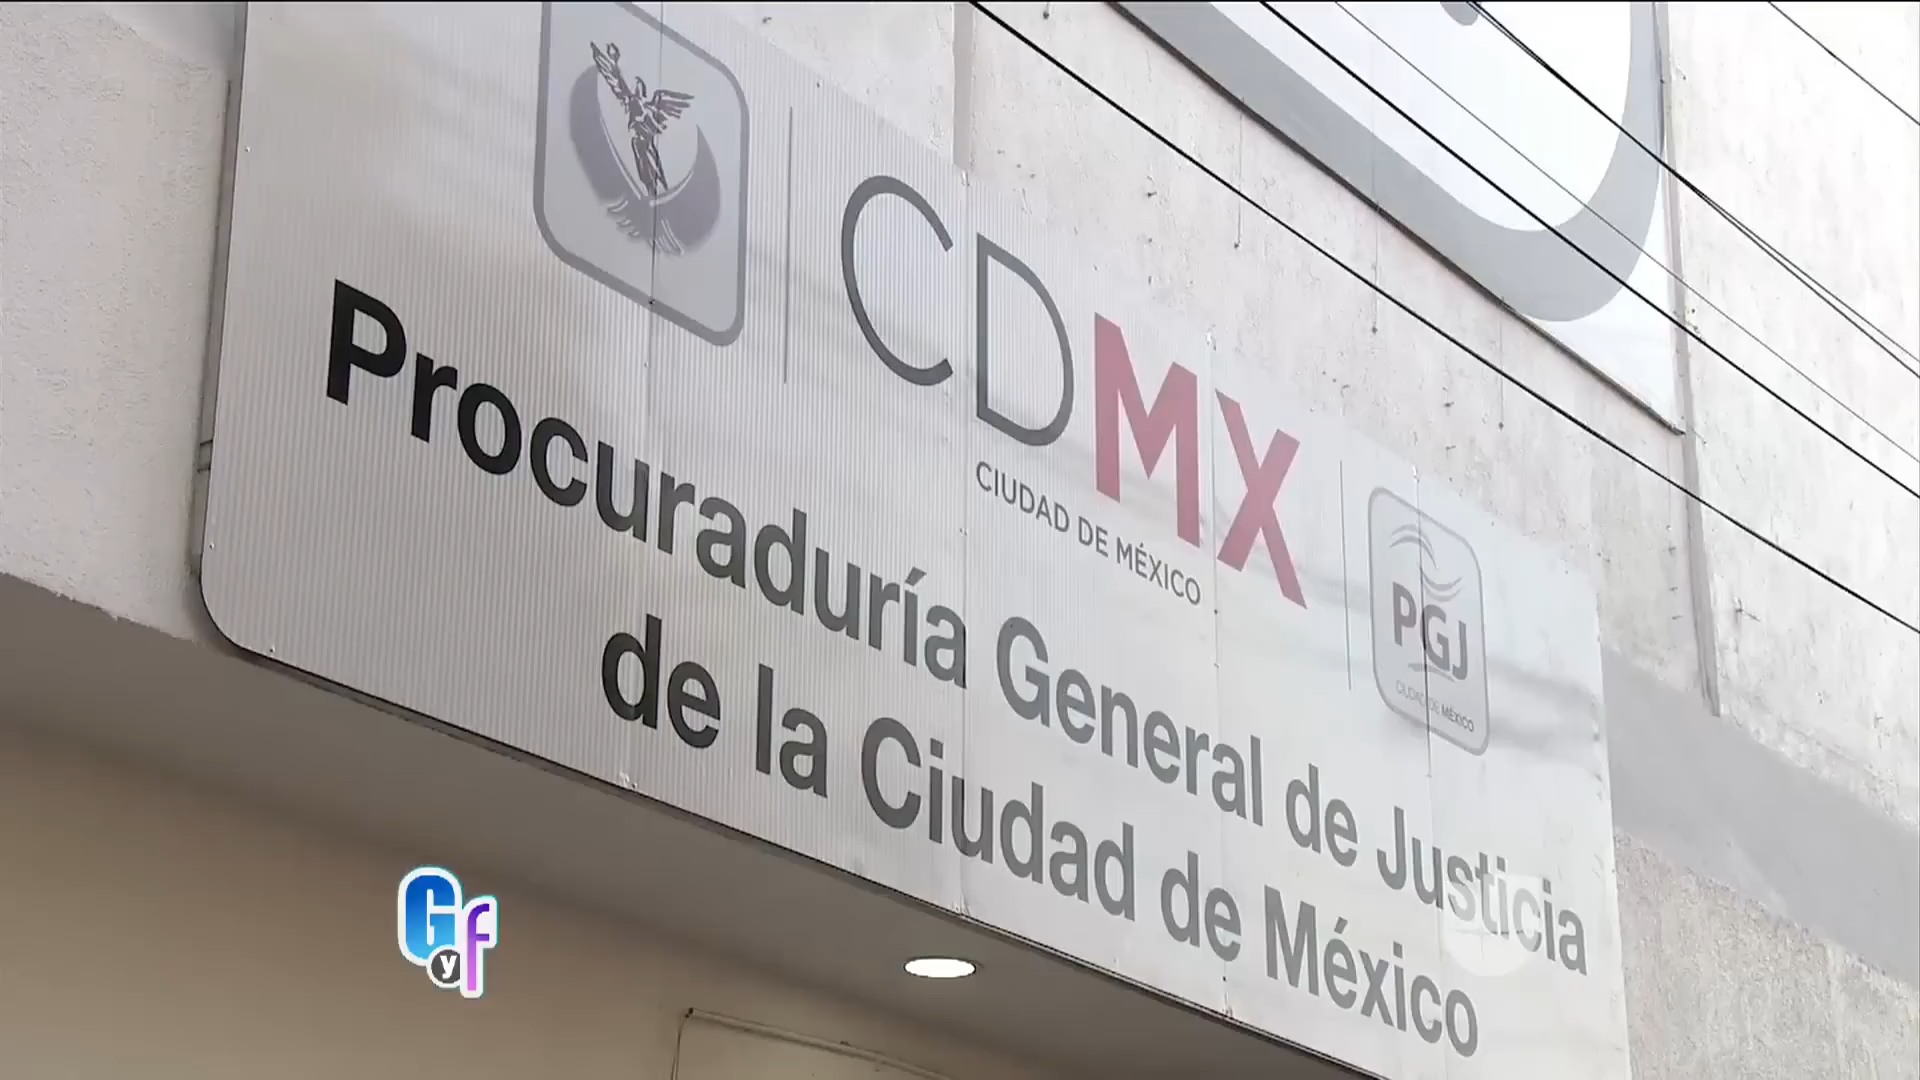 CDMX
CIUDAD DE MÉXICO
PGJ
CIUDAD DE MÉXICO
Procuraduría General de Justicia
de la Ciudad de México
G y f